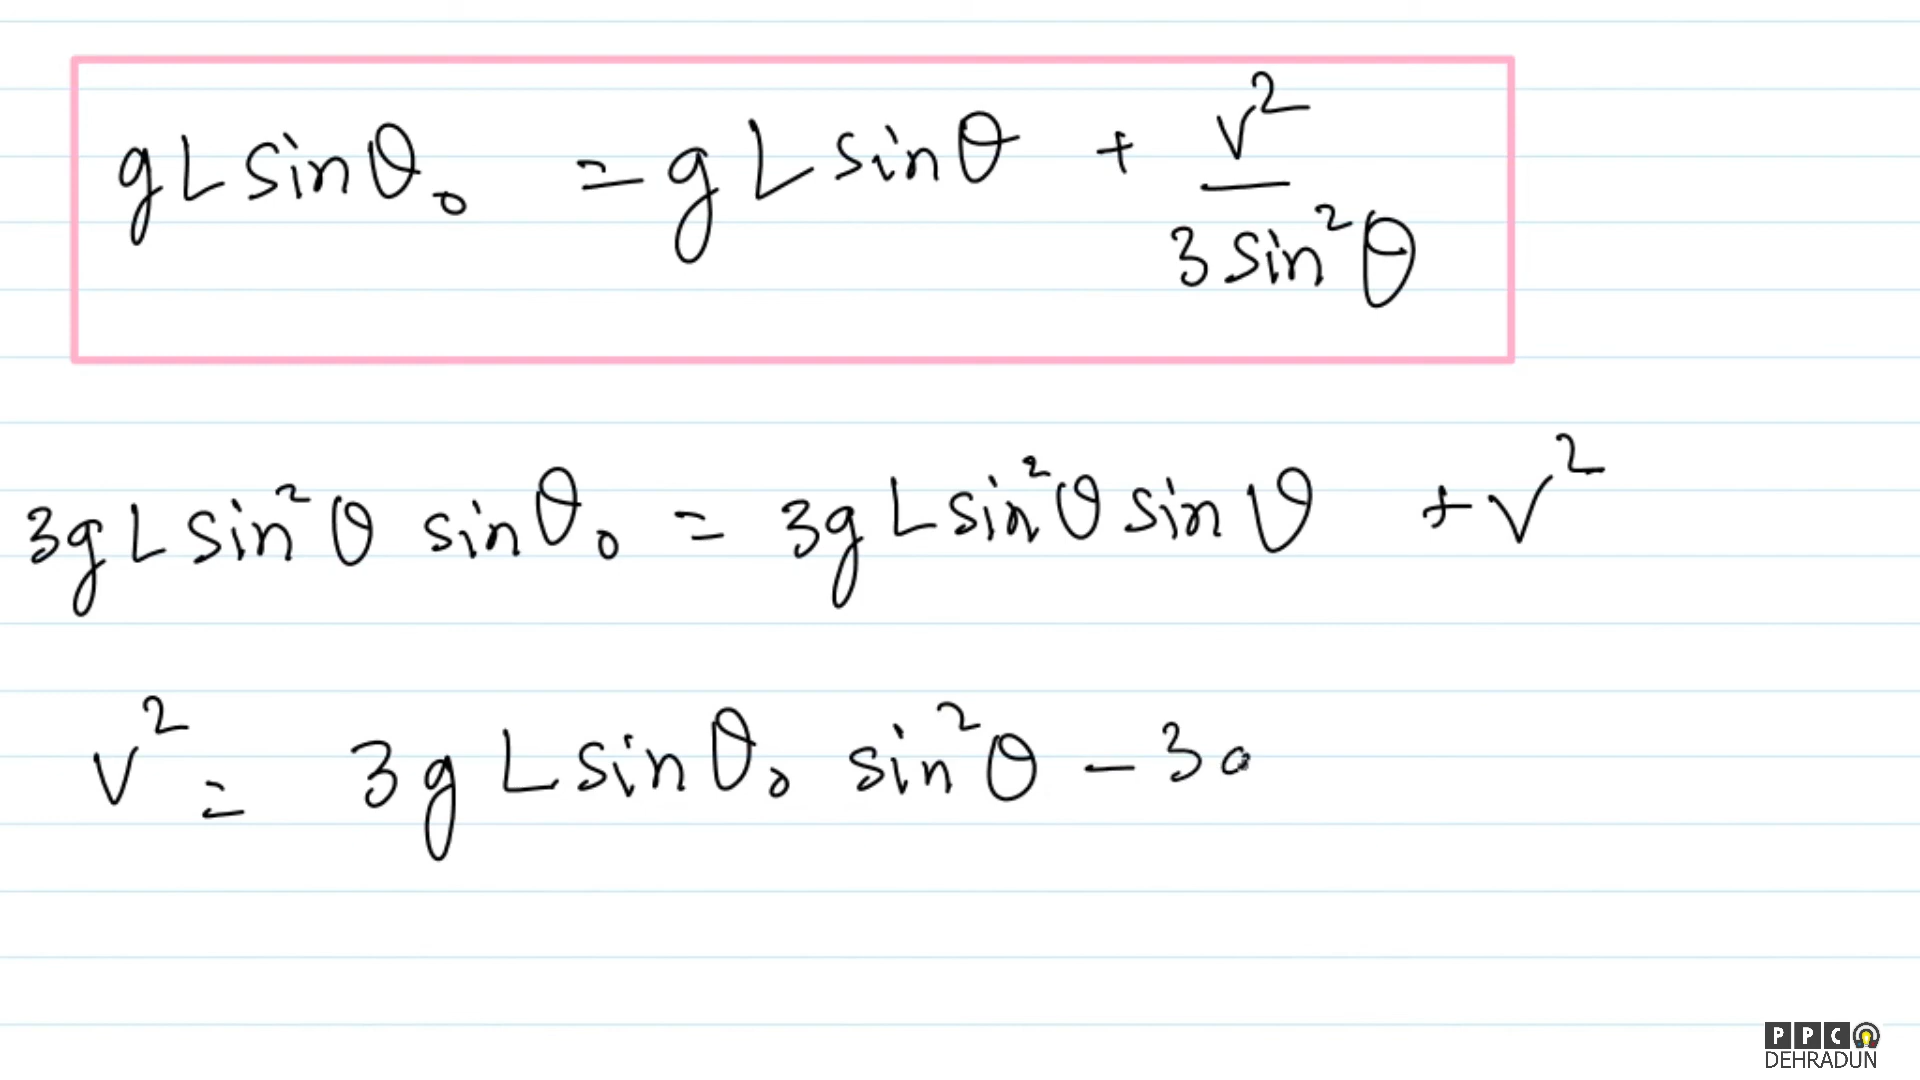 gL sinθ₀ = gL sinθ + v²/3 sin²θ
3gL sin²θ sinθ₀ = 3gL sin²θ sinθ + v²
v² = 3gL sinθ₀ sin²θ - 3
PPC
DEHRADUN